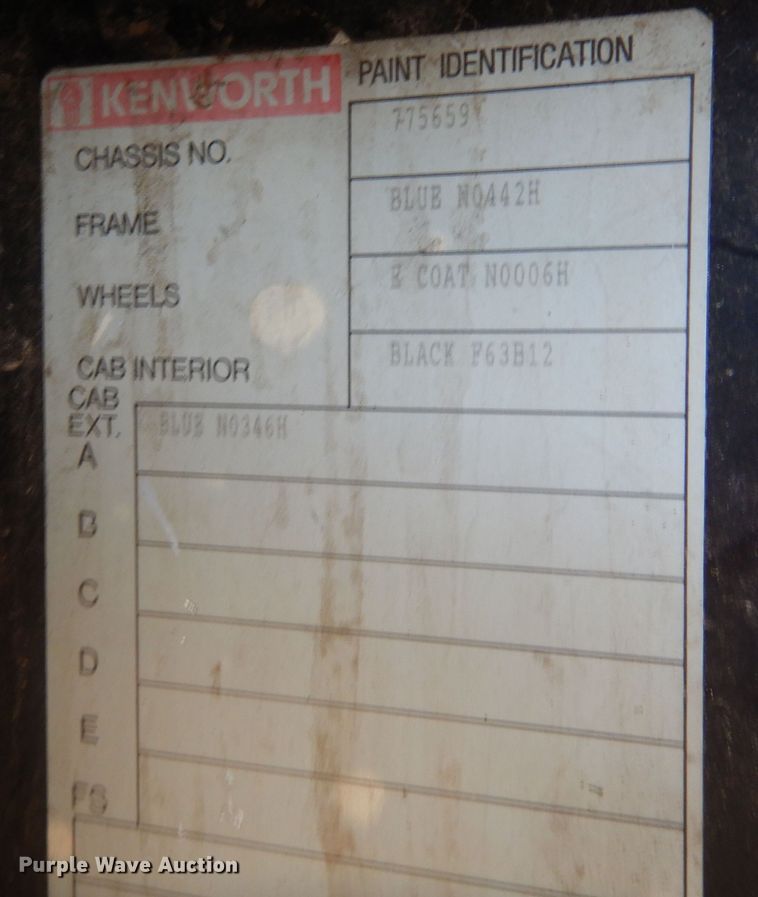 KENWORTH PAINT IDENTIFICATION
CHASSIS NO. 775659
FRAME BLUE N0442H
WHEELS E COAT N0006H
CAB INTERIOR BLACK F63B12
CAB
EXT.
A BLUE N0346H
B
C
D
E
FS
Purple Wave Auction